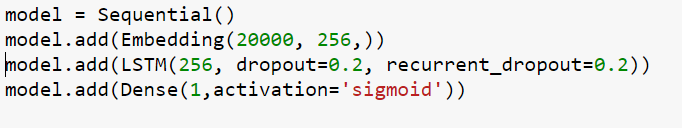 model = Sequential()
model.add(Embedding(20000, 256,))
model.add(LSTM(256, dropout=0.2, recurrent_dropout=0.2))
model.add(Dense(1,activation='sigmoid'))